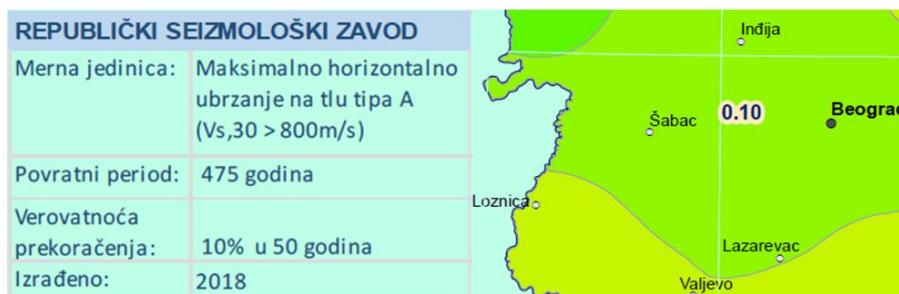 REPUBLIČKI SEIZMOLOŠKI ZAVOD
Merna jedinica: Maksimalno horizontalno
ubrzanje na tlu tipa A
(Vs,30 > 800m/s)
Povratni period: 475 godina
Verovatnoća
prekoračenja: 10% u 50 godina
Izrađeno: 2018
Inđija
Šabac
0.10
Beograd
Loznica
Lazarevac
Valjevo